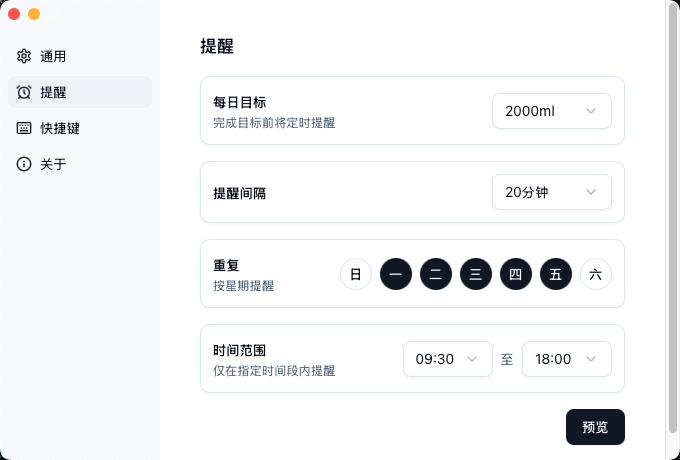 通用
提醒
快捷键
关于
提醒
每日目标
完成目标前将定时提醒
2000ml
提醒间隔
20分钟
重复
按星期提醒
日 一 二 三 四 五 六
时间范围
仅在指定时间段内提醒
09:30 至 18:00
预览